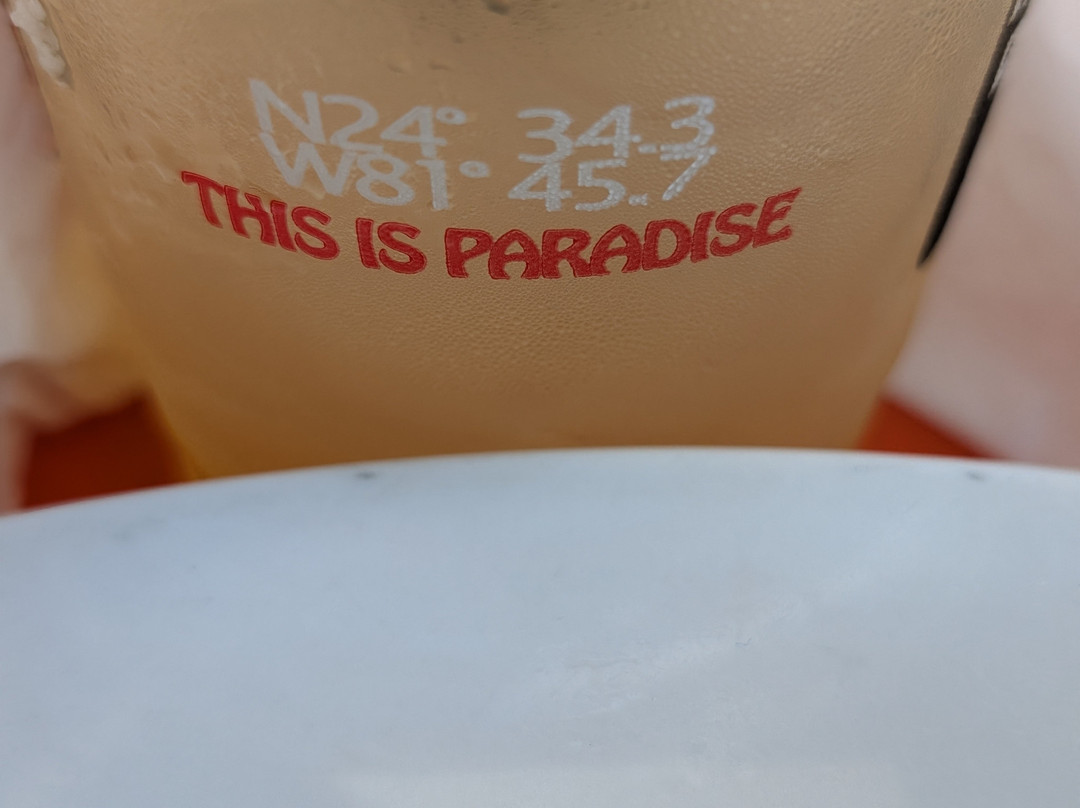 N24° 34.3
W81° 45.7
THIS IS PARADISE